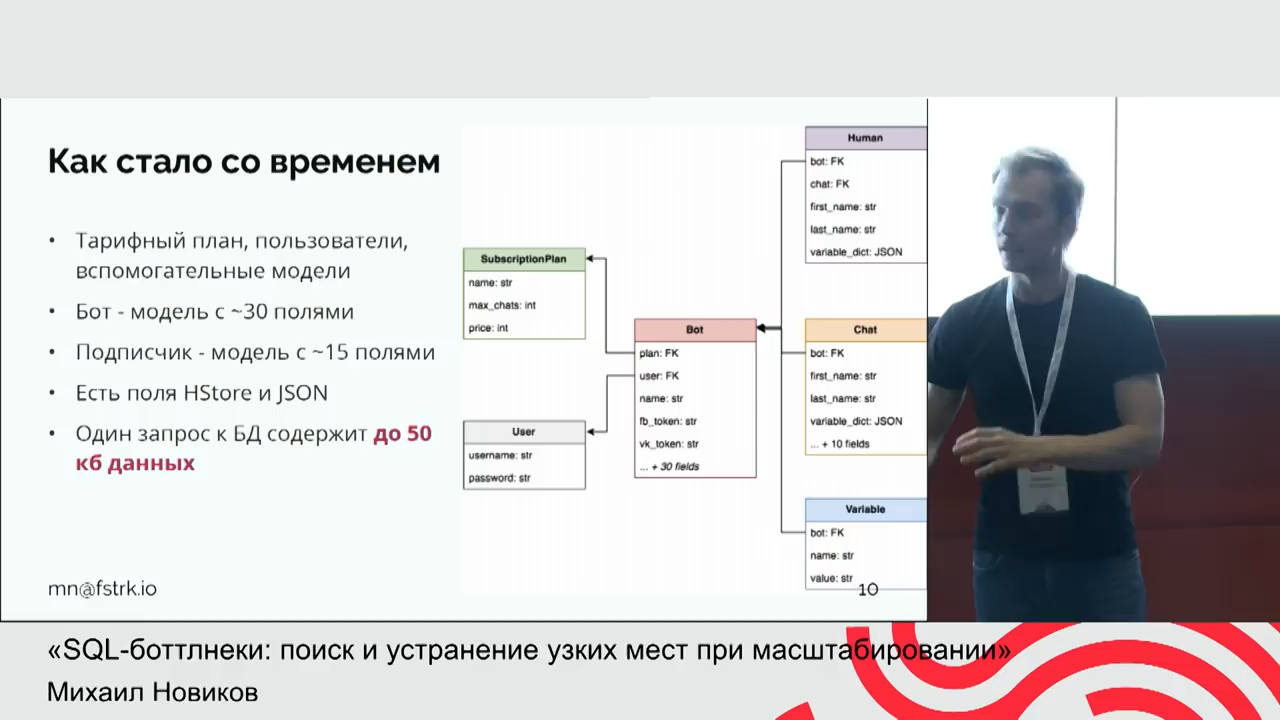 Как стало со временем
• Тарифный план, пользователи,
вспомогательные модели
• Бот - модель с ~30 полями
• Подписчик - модель с ~15 полями
• Есть поля HStore и JSON
• Один запрос к БД содержит до 50
кб данных
SubscriptionPlan
name: str
max_chats: int
price: int
User
username: str
password: str
Bot
plan: FK
user: FK
name: str
fb_token: str
vk_token: str
... + 30 fields
Human
bot: FK
chat: FK
first_name: str
last_name: str
variable_dict: JSON
Chat
bot: FK
first_name: str
last_name: str
variable_dict: JSON
... + 10 fields
Variable
bot: FK
name: str
value: str
mn@fstrk.io
10
«SQL-боттлнеки: поиск и устранение узких мест при масштабировании»
Михаил Новиков